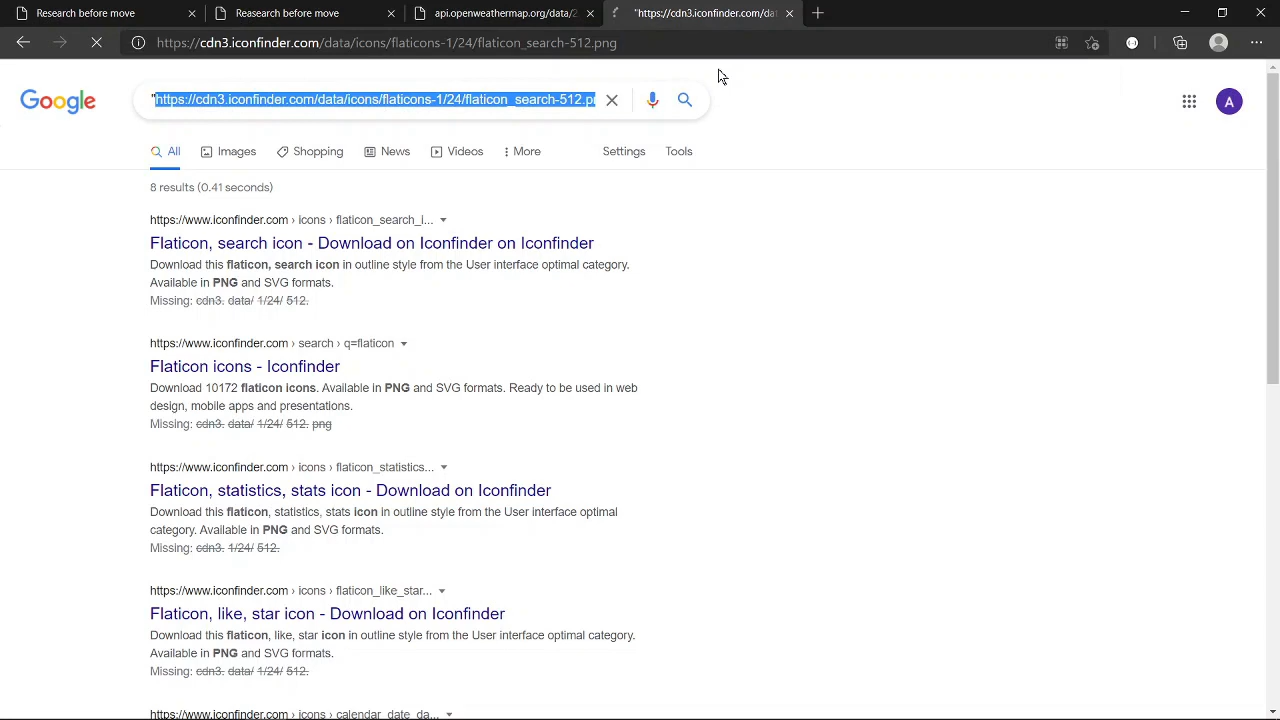 Research before move
Reasearch before move
api.openweathermap.org/data/2
"https://cdn3.iconfinder.com/dat
https://cdn3.iconfinder.com/data/icons/flaticons-1/24/flaticon_search-512.png
Google
"https://cdn3.iconfinder.com/data/icons/flaticons-1/24/flaticon_search-512.pr
A
All
Images
Shopping
News
Videos
More
Settings
Tools
8 results (0.41 seconds)
https://www.iconfinder.com › icons › flaticon_search_i...
Flaticon, search icon - Download on Iconfinder on Iconfinder
Download this flaticon, search icon in outline style from the User interface optimal category.
Available in PNG and SVG formats.
Missing: cdn3. data/ 1/24/ 512.
https://www.iconfinder.com › search › q=flaticon
Flaticon icons - Iconfinder
Download 10172 flaticon icons. Available in PNG and SVG formats. Ready to be used in web
design, mobile apps and presentations.
Missing: cdn3. data/ 1/24/ 512. png
https://www.iconfinder.com › icons › flaticon_statistics...
Flaticon, statistics, stats icon - Download on Iconfinder
Download this flaticon, statistics, stats icon in outline style from the User interface optimal
category. Available in PNG and SVG formats.
Missing: cdn3. 1/24/ 512.
https://www.iconfinder.com › icons › flaticon_like_star...
Flaticon, like, star icon - Download on Iconfinder
Download this flaticon, like, star icon in outline style from the User interface optimal category.
Available in PNG and SVG formats.
Missing: cdn3. data/ 1/24/ 512.
https://www.iconfinder.com › icons › calendar_date_da...